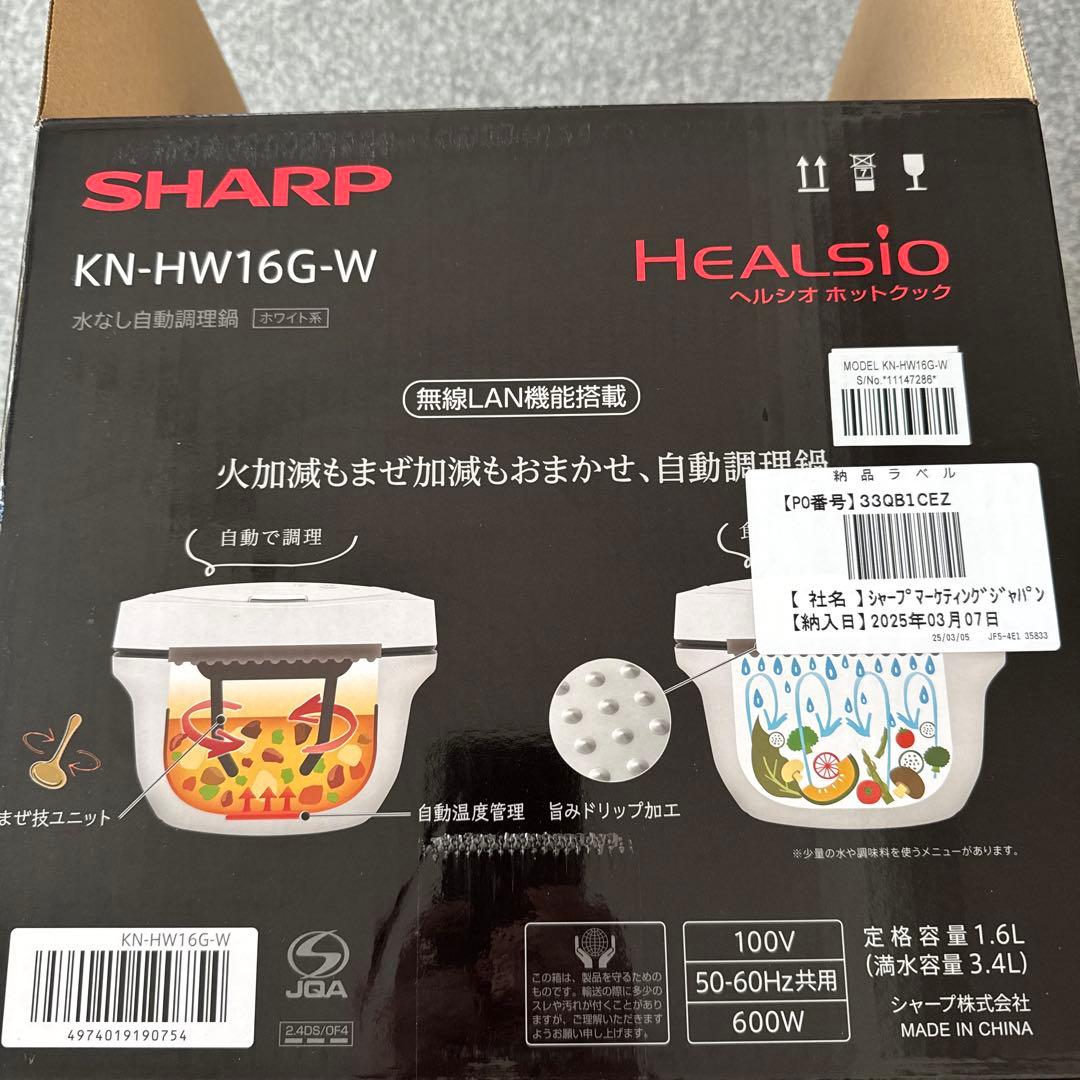 SHARP
KN-HW16G-W
水なし自動調理鍋 ホワイト系
7
HEALSiO
ヘルシオ ホットクック
MODEL KN-HW16G-W
S/No.*11147286*
無線LAN機能搭載
火加減もまぜ加減もおまかせ、自動調理鍋
納品ラベル
【PO番号】33QB1CEZ
【 社名 】シャープマーケティングジャパン
【納入日】2025年03月07日
25/03/05 JF5-4E1 35833
自動で調理
まぜ技ユニット
自動温度管理
旨みドリップ加工
※少量の水や調味料を使うメニューがあります。
KN-HW16G-W
4974019190754
JQA
2.4DS/OF4
この箱は、製品を守るための
ものです。輸送の際に多少の
スレや汚れが付くことがあり
ますが、ご理解いただきます
ようお願い申し上げます。
100V
50-60Hz共用
600W
定格容量1.6L
(満水容量3.4L)
シャープ株式会社
MADE IN CHINA